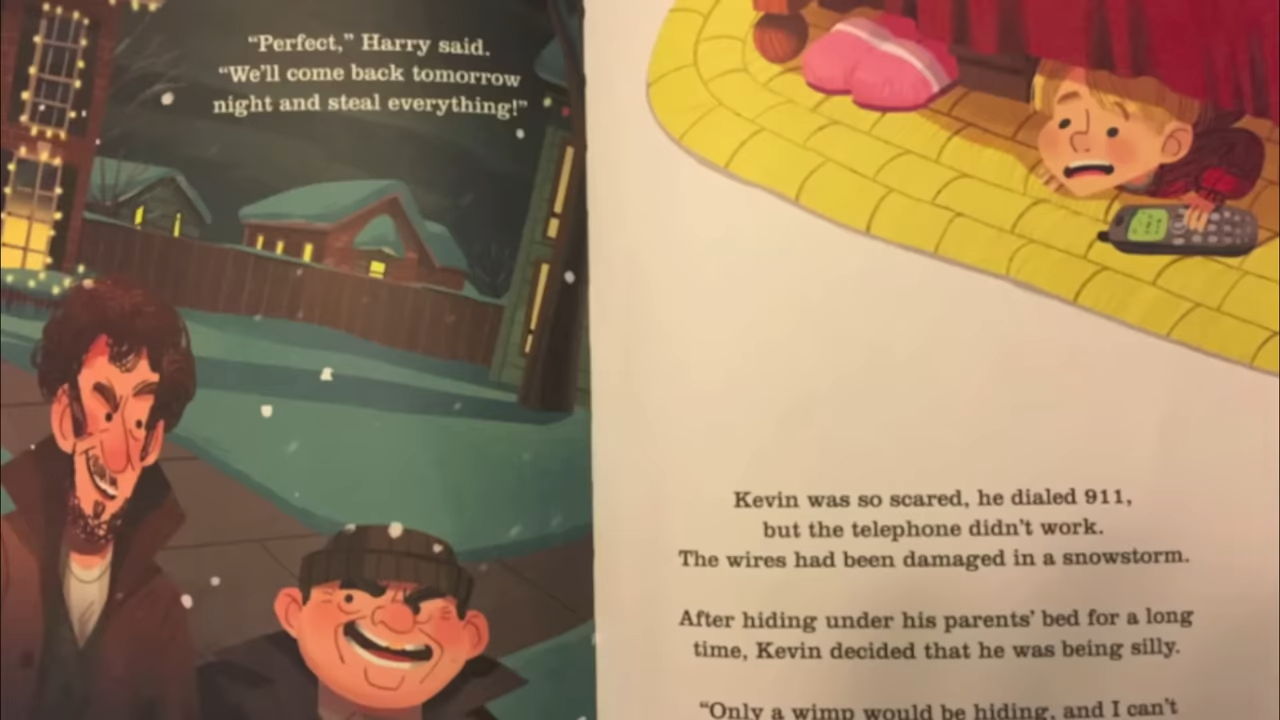 “Perfect,” Harry said.
“We’ll come back tomorrow
night and steal everything!”
Kevin was so scared, he dialed 911,
but the telephone didn’t work.
The wires had been damaged in a snowstorm.
After hiding under his parents’ bed for a long
time, Kevin decided that he was being silly.
“Only a wimp would be hiding, and I can’t